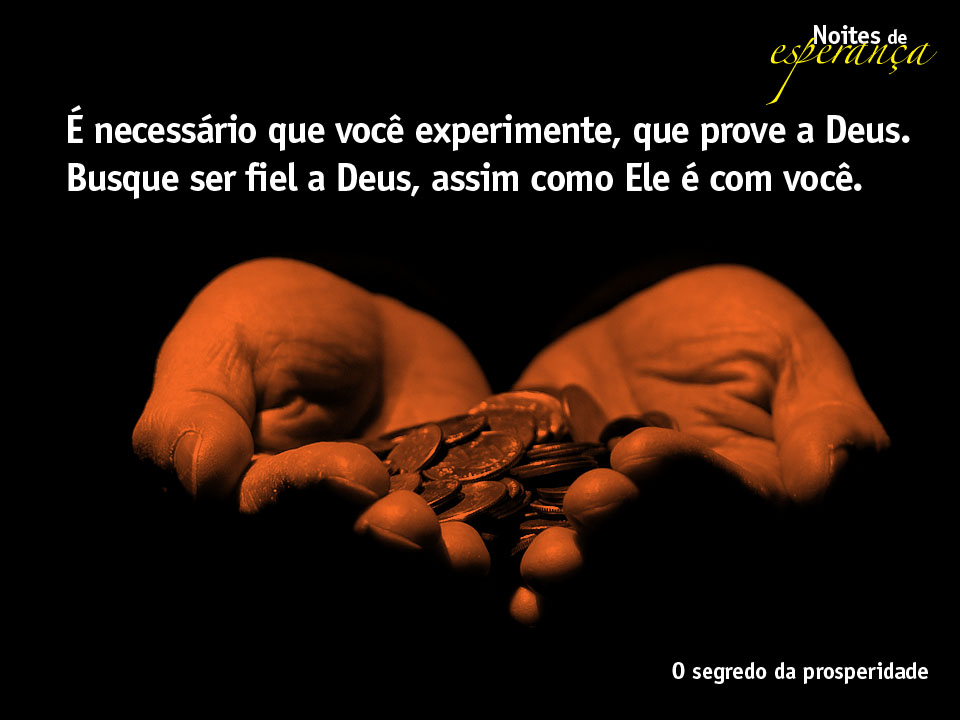 Noites de
esperança
É necessário que você experimente, que prove a Deus.
Busque ser fiel a Deus, assim como Ele é com você.
O segredo da prosperidade